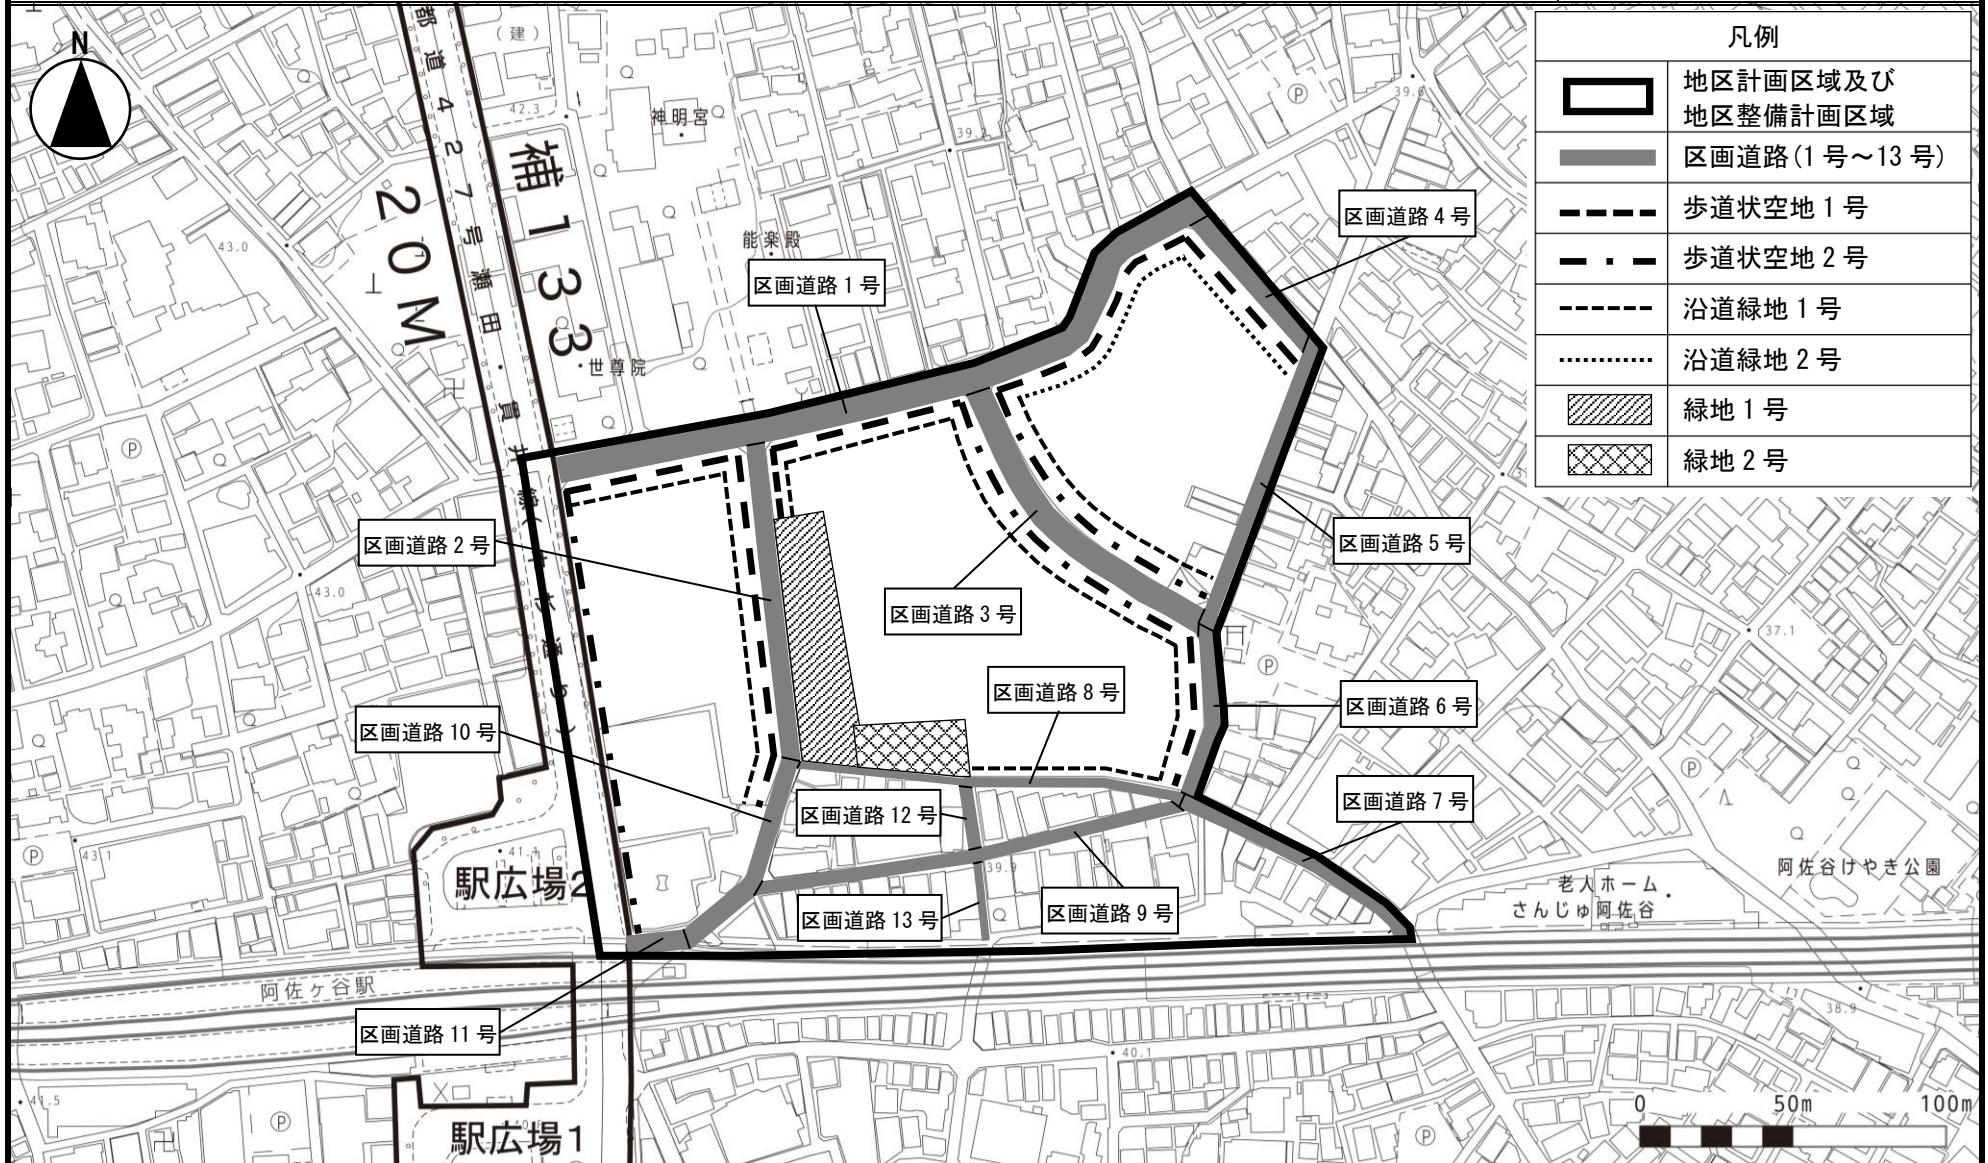 N
都道427号瀬田・貫井線(中杉通り)
補133
20M
(建)
42.3
神明宮
39.2
39.6
43.0
能楽殿
世尊院
凡例
地区計画区域及び
地区整備計画区域
区画道路(1号～13号)
歩道状空地1号
歩道状空地2号
沿道緑地1号
沿道緑地2号
緑地1号
緑地2号
区画道路4号
区画道路1号
区画道路2号
区画道路5号
区画道路3号
43.0
37.1
区画道路8号
区画道路6号
区画道路10号
区画道路12号
区画道路7号
43.1
41.1
39.9
駅広場2
区画道路13号
区画道路9号
阿佐谷けやき公園
老人ホーム
さんじゅ阿佐谷
阿佐ヶ谷駅
区画道路11号
38.9
40.1
41.5
駅広場1
0 50m 100m
P
P
P
P
P
P
P